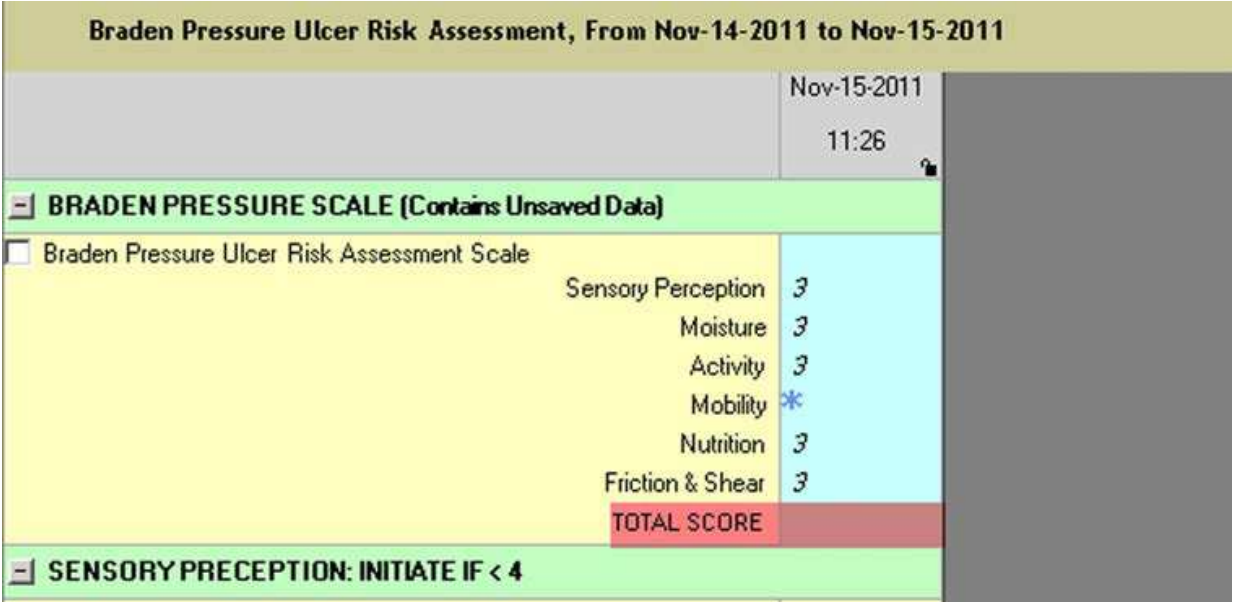 Braden Pressure Ulcer Risk Assessment, From Nov-14-2011 to Nov-15-2011
Nov-15-2011
11:26
BRADEN PRESSURE SCALE (Contains Unsaved Data)
Braden Pressure Ulcer Risk Assessment Scale
Sensory Perception 3
Moisture 3
Activity 3
Mobility *
Nutrition 3
Friction & Shear 3
TOTAL SCORE
SENSORY PRECEPTION: INITIATE IF < 4